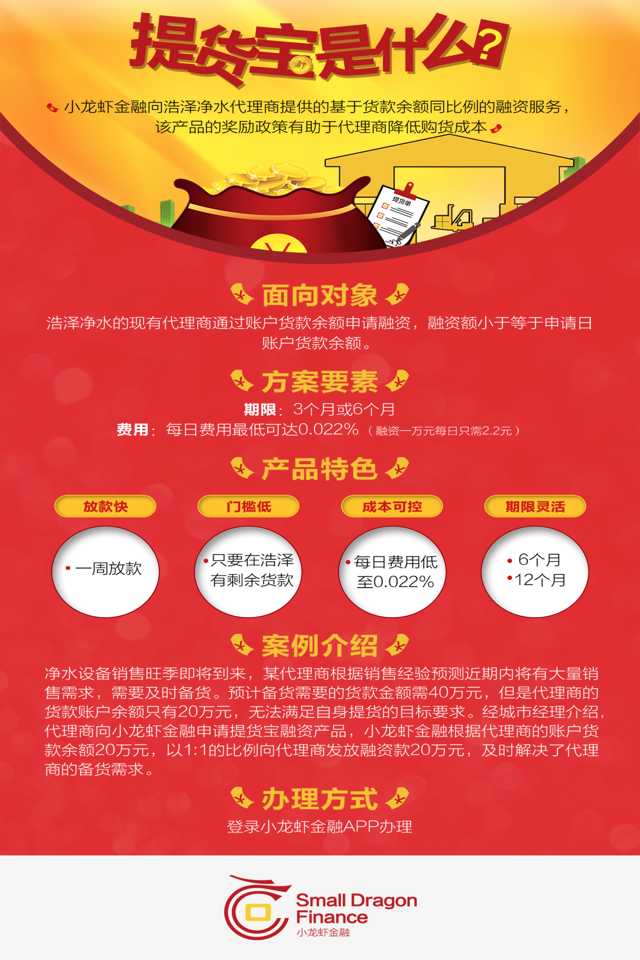 提货宝是什么?
小龙虾金融向浩泽净水代理商提供的基于货款余额同比例的融资服务，
该产品的奖励政策有助于代理商降低购货成本
提货单
面向对象
浩泽净水的现有代理商通过账户货款余额申请融资，融资额小于等于申请日
账户货款余额。
方案要素
期限：3个月或6个月
费用：每日费用最低可达0.022%（融资一万元每日只需2.2元）
产品特色
放款快 门槛低 成本可控 期限灵活
• 一周放款
• 只要在浩泽
有剩余货款
• 每日费用低
至0.022%
• 6个月
• 12个月
案例介绍
净水设备销售旺季即将到来，某代理商根据销售经验预测近期内将有大量销
售需求，需要及时备货。预计备货需要的货款金额需40万元，但是代理商的
货款账户余额只有20万元，无法满足自身提货的目标要求。经城市经理介绍，
代理商向小龙虾金融申请提货宝融资产品，小龙虾金融根据代理商的账户货
款余额20万元，以1:1的比例向代理商发放融资款20万元，及时解决了代理
商的备货需求。
办理方式
登录小龙虾金融APP办理
Small Dragon
Finance
小龙虾金融